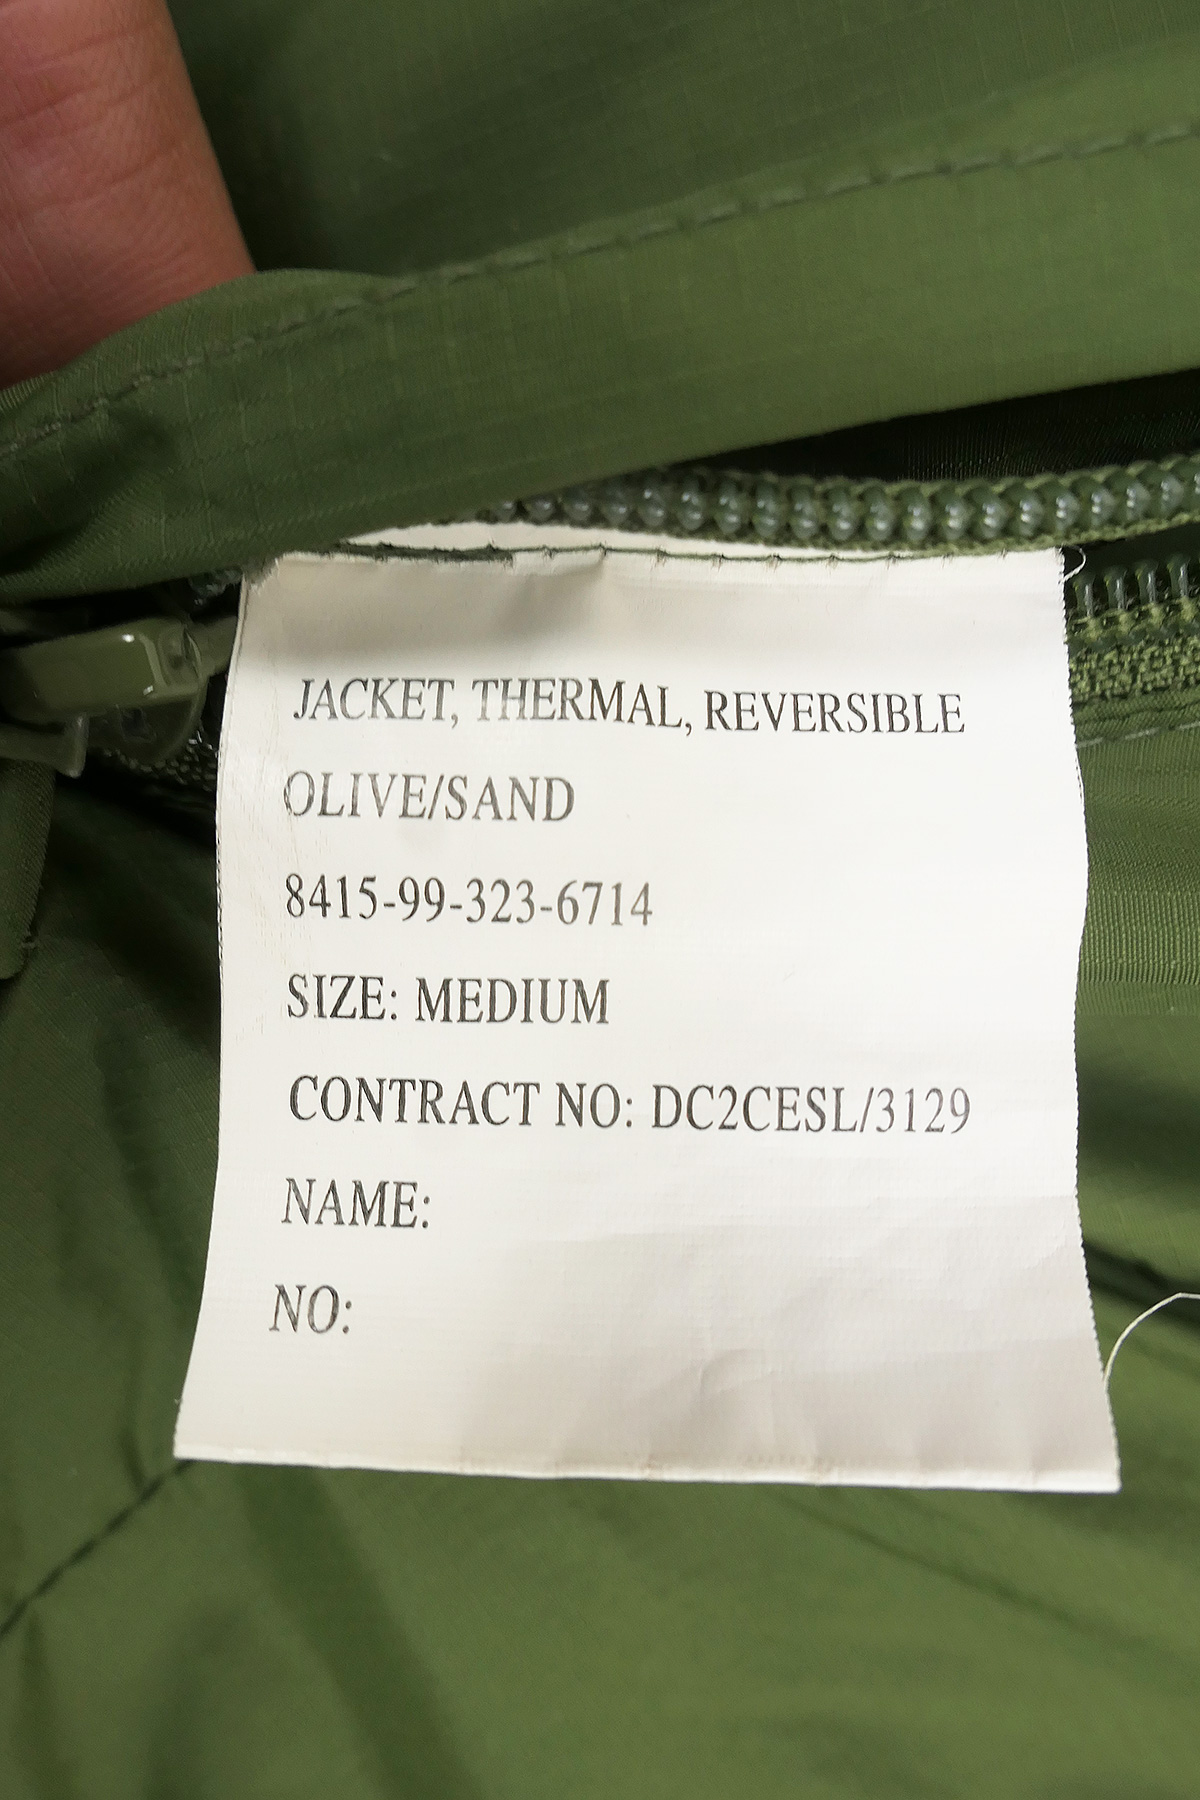 JACKET, THERMAL, REVERSIBLE
OLIVE/SAND
8415-99-323-6714
SIZE: MEDIUM
CONTRACT NO: DC2CESL/3129
NAME:
NO: